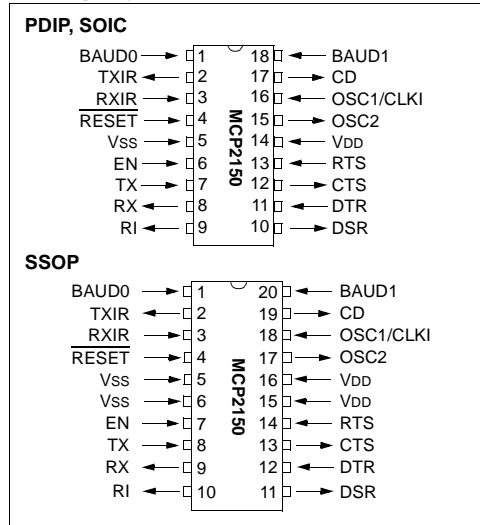 PDIP, SOIC
BAUD0 1 18 BAUD1
TXIR 2 17 CD
RXIR 3 16 OSC1/CLKI
RESET 4 15 OSC2
VSS 5 14 VDD
EN 6 13 RTS
TX 7 12 CTS
RX 8 11 DTR
RI 9 10 DSR
MCP2150
SSOP
BAUD0 1 20 BAUD1
TXIR 2 19 CD
RXIR 3 18 OSC1/CLKI
RESET 4 17 OSC2
VSS 5 16 VDD
VSS 6 15 VDD
EN 7 14 RTS
TX 8 13 CTS
RX 9 12 DTR
RI 10 11 DSR
MCP2150